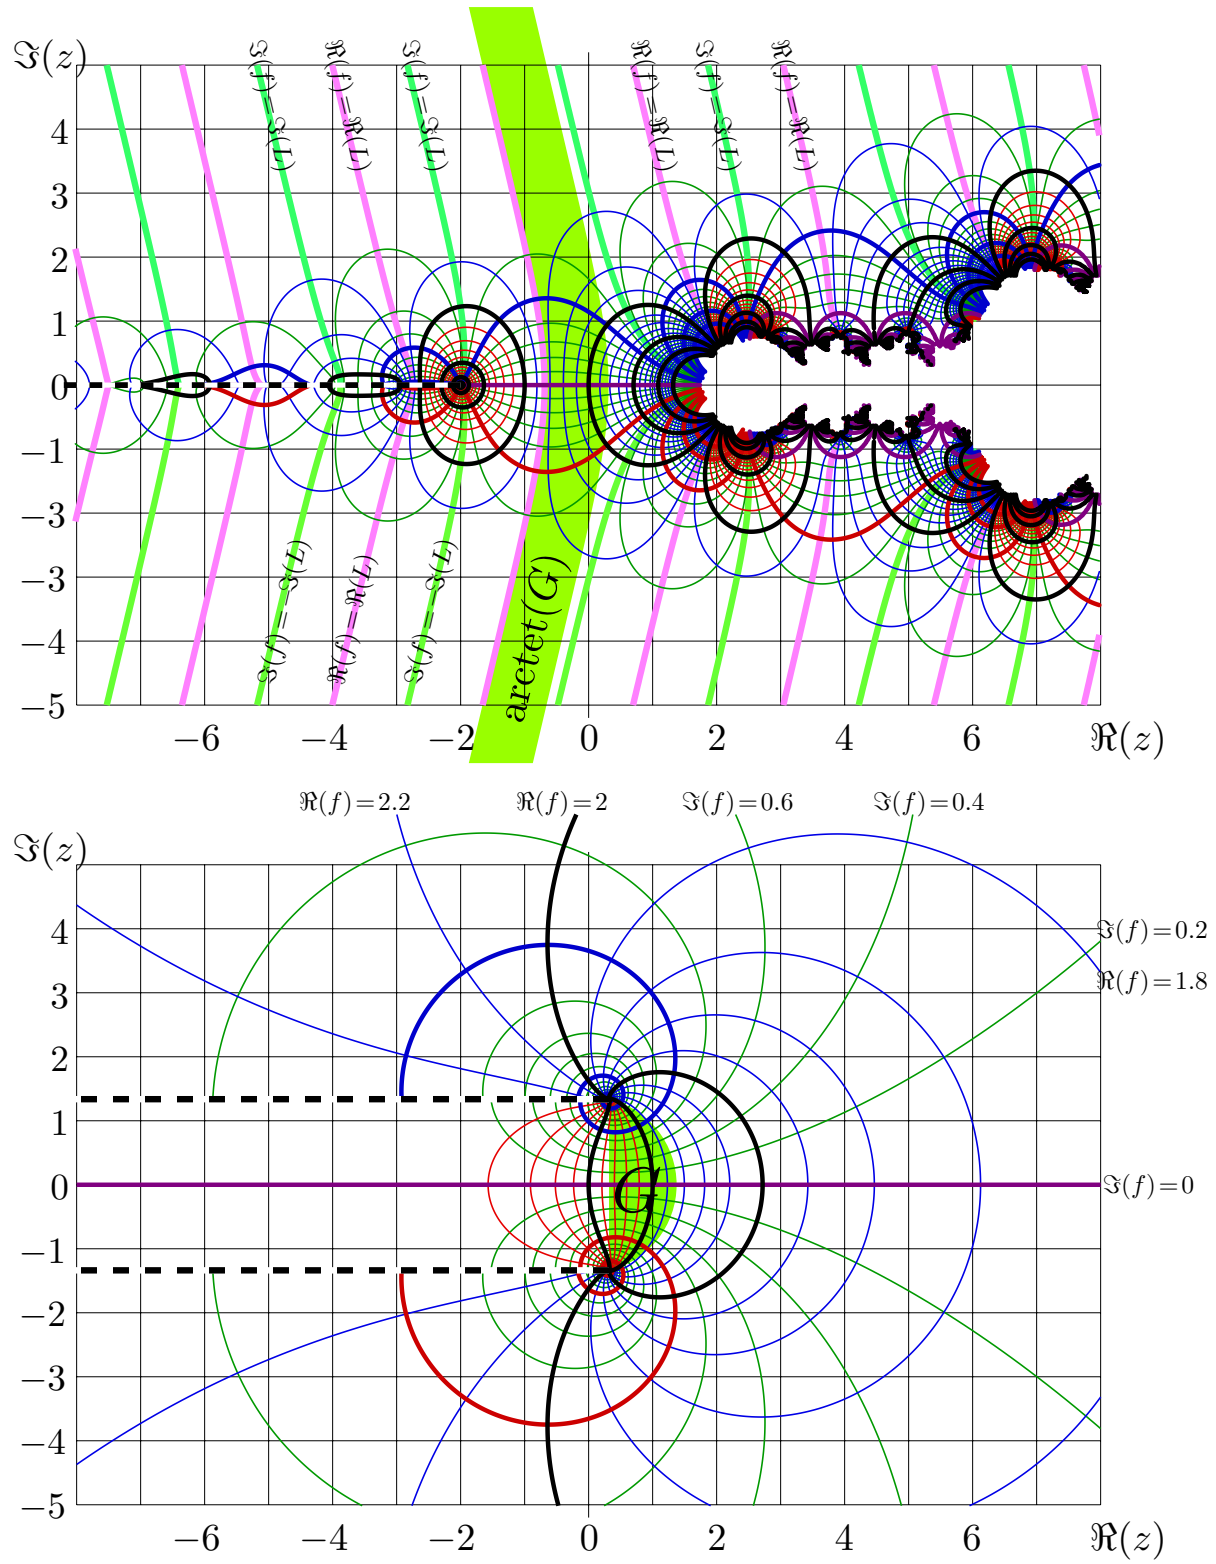 ℑ(z)
ℑ(f)=ℑ(L)
ℜ(f)=ℜ(L)
ℑ(f)=ℑ(L)
ℜ(f)=ℜ(L)
ℑ(f)=ℑ(L)
ℜ(f)=ℜ(L)
4
3
2
1
0
−1
−3
−3
−4
−5
ℑ(f)=−ℑ(L)
ℜ(f)=ℜ(L)
ℑ(f)=−ℑ(L)
arctet(G)
−6 −4 −2 0 2 4 6 ℜ(z)
ℜ(f)=2.2 ℜ(f)=2 ℑ(f)=0.6 ℑ(f)=0.4
ℑ(z)
4
3
2
1
0
−1
−2
−3
−4
−5
ℑ(f)=0.2
ℜ(f)=1.8
ℑ(f)=0
G
−6 −4 −2 0 2 4 6 ℜ(z)